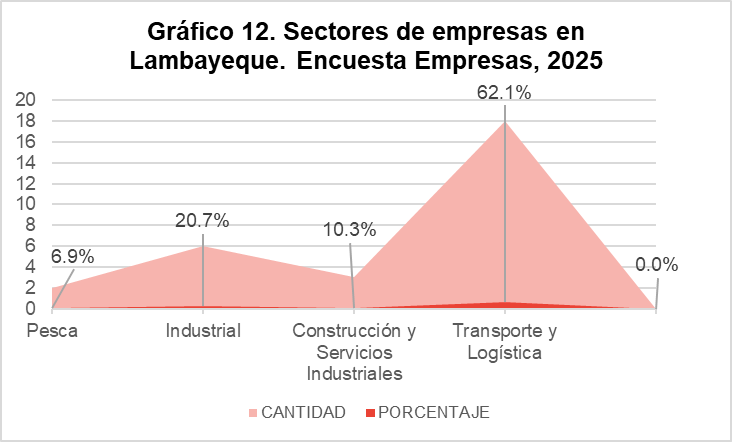 Gráfico 12. Sectores de empresas en
Lambayeque. Encuesta Empresas, 2025
20
18
16
14
12
10
8
6
4
2
0
6.9%
20.7%
10.3%
62.1%
0.0%
Pesca
Industrial
Construcción y
Servicios
Industriales
Transporte y
Logística
CANTIDAD
PORCENTAJE